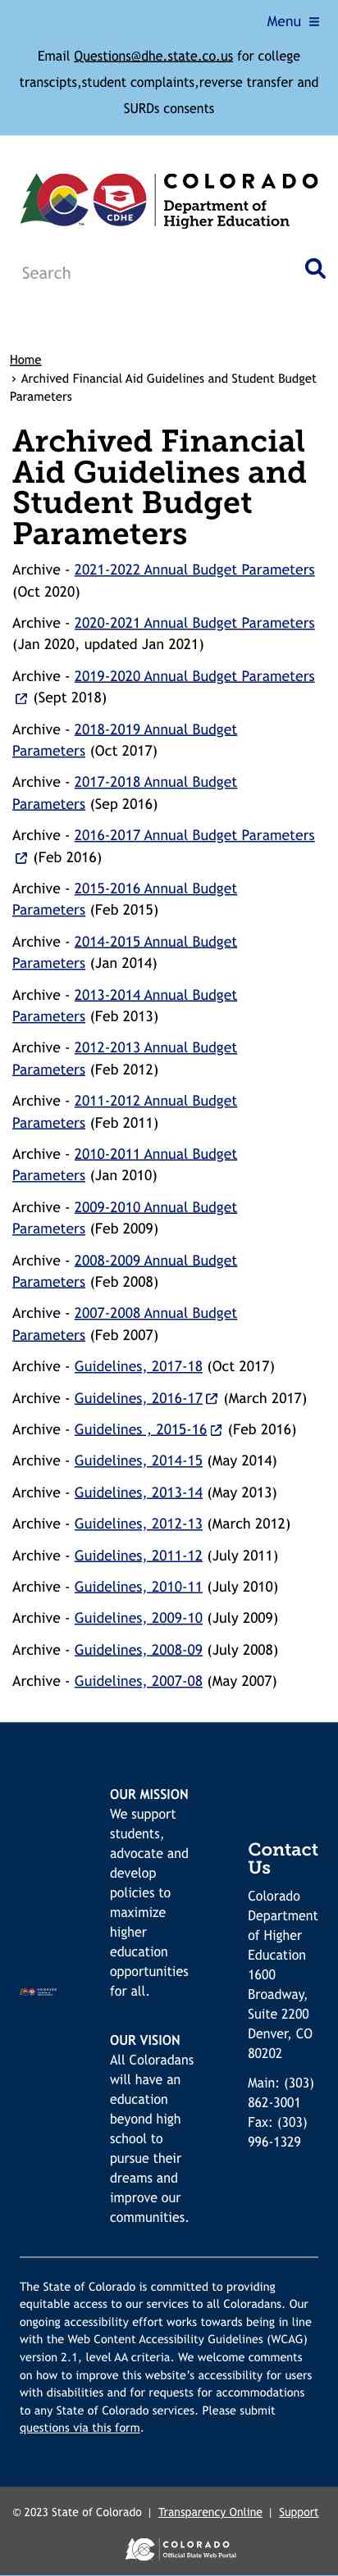 Menu ≡
Email Questions@dhe.state.co.us for college
transcipts,student complaints,reverse transfer and
SURDs consents
CDHE
COLORADO
Department of
Higher Education
Search
Home
› Archived Financial Aid Guidelines and Student Budget
Parameters
Archived Financial
Aid Guidelines and
Student Budget
Parameters
Archive - 2021-2022 Annual Budget Parameters
(Oct 2020)
Archive - 2020-2021 Annual Budget Parameters
(Jan 2020, updated Jan 2021)
Archive - 2019-2020 Annual Budget Parameters
(Sept 2018)
Archive - 2018-2019 Annual Budget
Parameters (Oct 2017)
Archive - 2017-2018 Annual Budget
Parameters (Sep 2016)
Archive - 2016-2017 Annual Budget Parameters
(Feb 2016)
Archive - 2015-2016 Annual Budget
Parameters (Feb 2015)
Archive - 2014-2015 Annual Budget
Parameters (Jan 2014)
Archive - 2013-2014 Annual Budget
Parameters (Feb 2013)
Archive - 2012-2013 Annual Budget
Parameters (Feb 2012)
Archive - 2011-2012 Annual Budget
Parameters (Feb 2011)
Archive - 2010-2011 Annual Budget
Parameters (Jan 2010)
Archive - 2009-2010 Annual Budget
Parameters (Feb 2009)
Archive - 2008-2009 Annual Budget
Parameters (Feb 2008)
Archive - 2007-2008 Annual Budget
Parameters (Feb 2007)
Archive - Guidelines, 2017-18 (Oct 2017)
Archive - Guidelines, 2016-17 (March 2017)
Archive - Guidelines , 2015-16 (Feb 2016)
Archive - Guidelines, 2014-15 (May 2014)
Archive - Guidelines, 2013-14 (May 2013)
Archive - Guidelines, 2012-13 (March 2012)
Archive - Guidelines, 2011-12 (July 2011)
Archive - Guidelines, 2010-11 (July 2010)
Archive - Guidelines, 2009-10 (July 2009)
Archive - Guidelines, 2008-09 (July 2008)
Archive - Guidelines, 2007-08 (May 2007)
OUR MISSION
We support
students,
advocate and
develop
policies to
maximize
higher
education
opportunities
for all.
OUR VISION
All Coloradans
will have an
education
beyond high
school to
pursue their
dreams and
improve our
communities.
Contact
Us
Colorado
Department
of Higher
Education
1600
Broadway,
Suite 2200
Denver, CO
80202
Main: (303)
862-3001
Fax: (303)
996-1329
The State of Colorado is committed to providing
equitable access to our services to all Coloradans. Our
ongoing accessibility effort works towards being in line
with the Web Content Accessibility Guidelines (WCAG)
version 2.1, level AA criteria. We welcome comments
on how to improve this website's accessibility for users
with disabilities and for requests for accommodations
to any State of Colorado services. Please submit
questions via this form.
© 2023 State of Colorado | Transparency Online | Support
COLORADO
Official State Web Portal